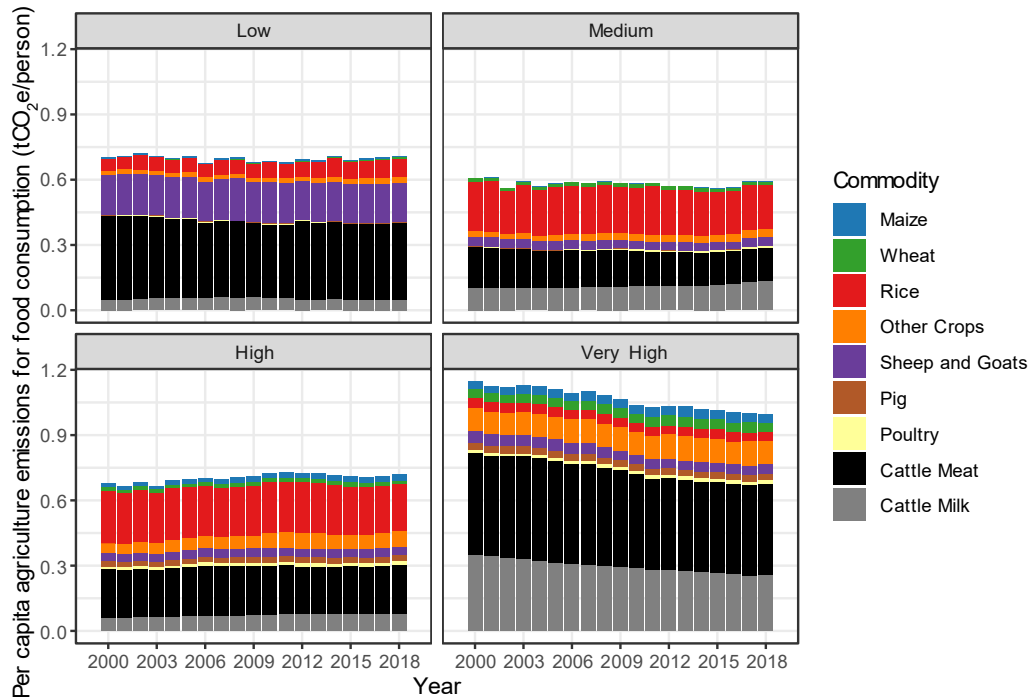 Per capita agriculture emissions for food consumption (tCO2e/person)
Low
Medium
1.2
0.9
0.6
0.3
0.0
High
Very High
1.2
0.9
0.6
0.3
0.0
2000 2003 2006 2009 2012 2015 2018
2000 2003 2006 2009 2012 2015 2018
Year
Commodity
Maize
Wheat
Rice
Other Crops
Sheep and Goats
Pig
Poultry
Cattle Meat
Cattle Milk